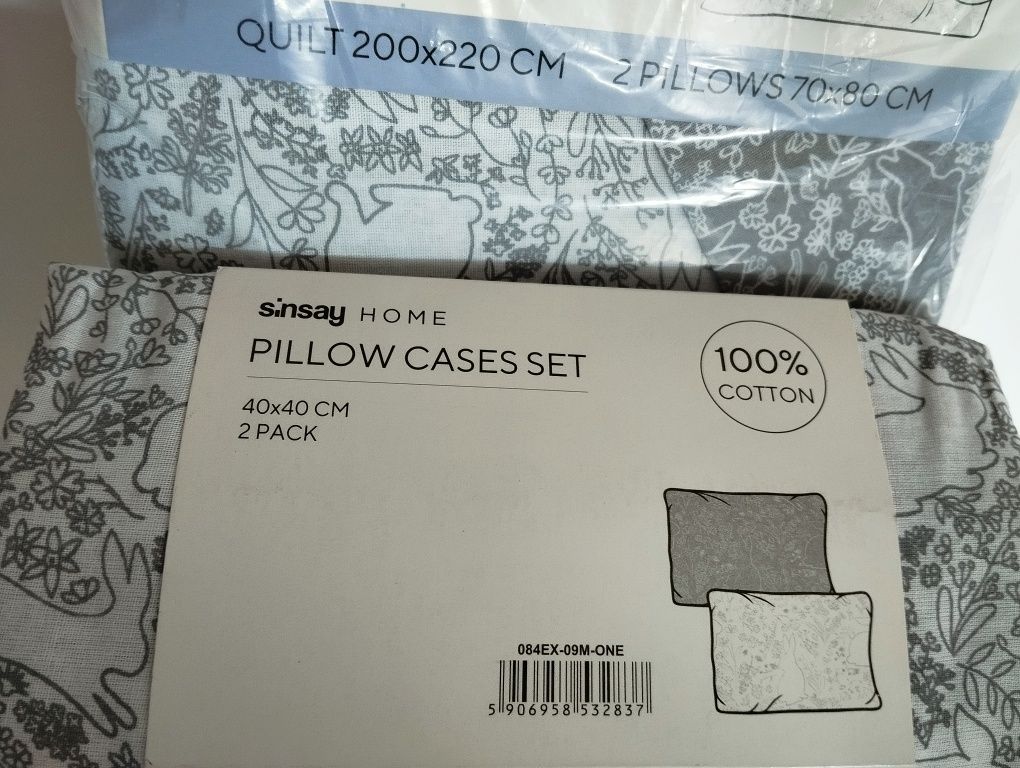 QUILT 200x220 CM 2 PILLOWS 70x80 CM
sinsay HOME
PILLOW CASES SET
100%
COTTON
40x40 CM
2 PACK
084EX-09M-ONE
5 906958 532837